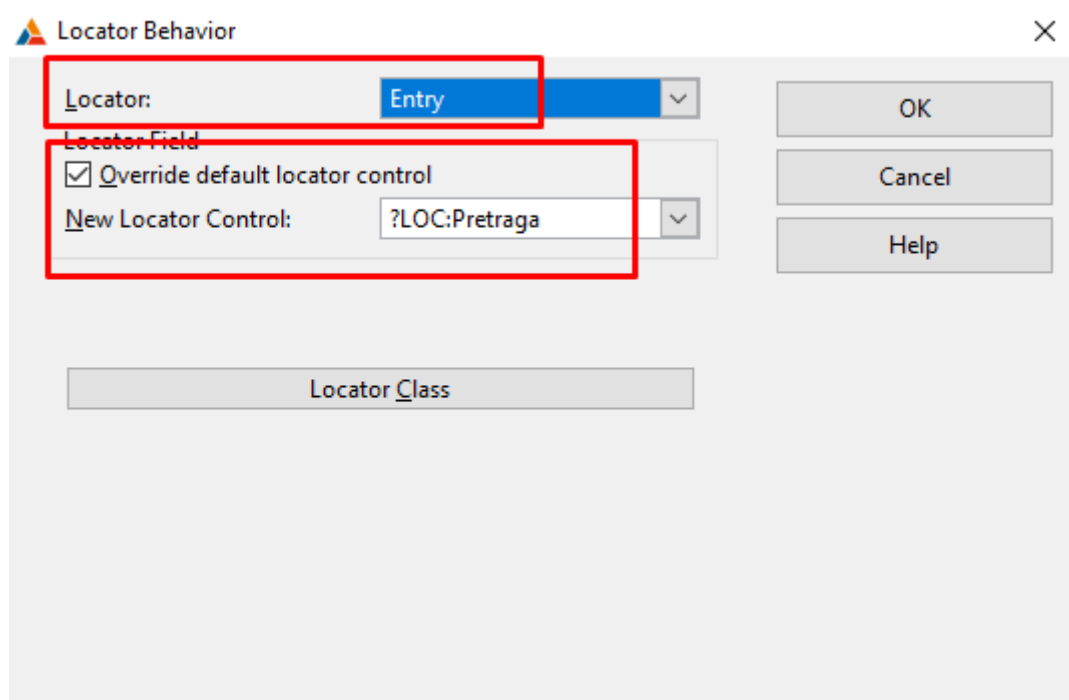 Locator Behavior
Locator: Entry
OK
Locator Field
Override default locator control
Cancel
New Locator Control: ?LOC:Pretraga
Help
Locator Class